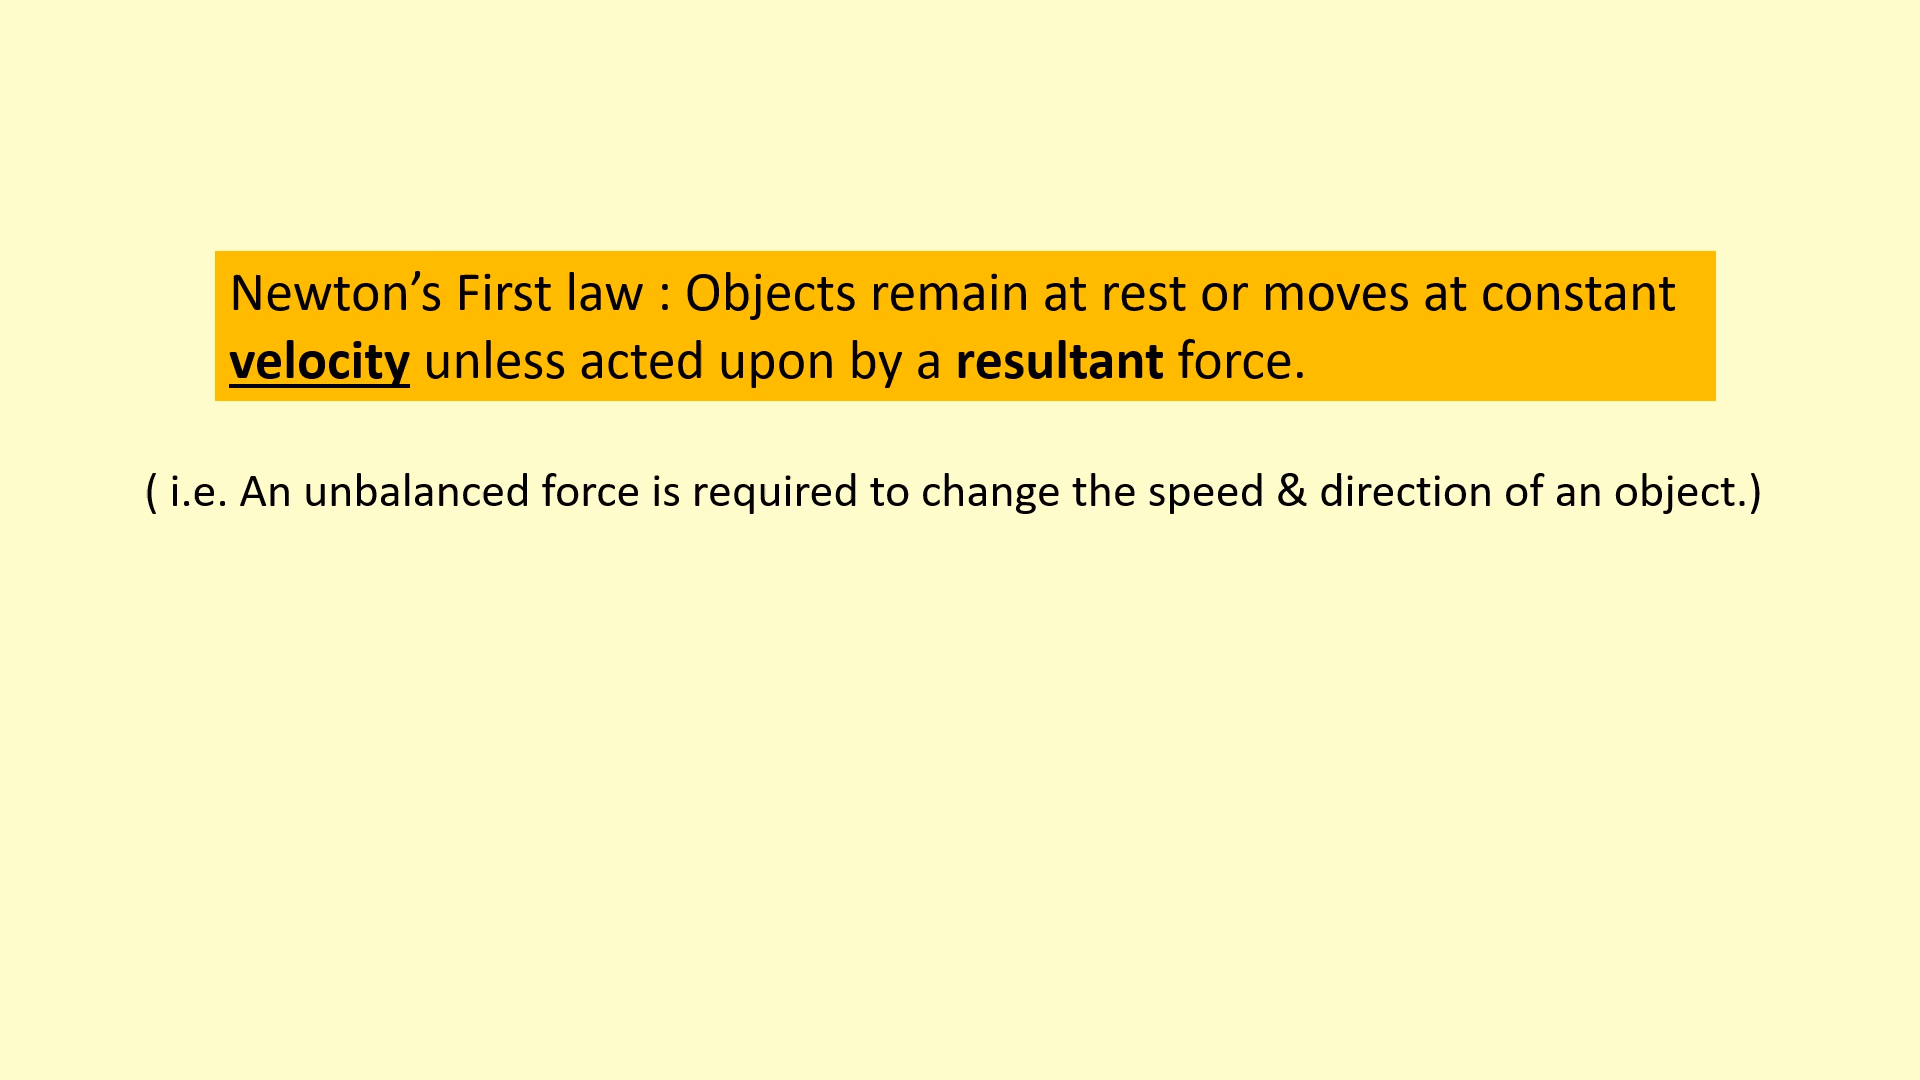 Newton’s First law : Objects remain at rest or moves at constant
velocity unless acted upon by a resultant force.
( i.e. An unbalanced force is required to change the speed & direction of an object.)